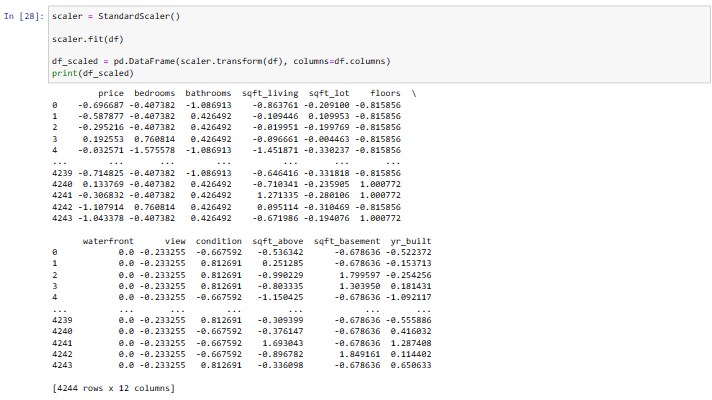 In [28]: scaler = StandardScaler()
scaler.fit(df)
df_scaled = pd.DataFrame(scaler.transform(df), columns=df.columns)
print(df_scaled)
price bedrooms bathrooms sqft_living sqft_lot floors \
0 -0.696687 -0.407382 -1.086913 -0.863761 -0.209100 -0.815856
1 -0.587877 -0.407382 0.426492 -0.109446 0.109953 -0.815856
2 -0.295216 -0.407382 0.426492 -0.019951 -0.199769 -0.815856
3 0.192553 0.760814 0.426492 -0.096661 -0.004463 -0.815856
4 -0.032571 -1.575578 -1.086913 -1.451871 -0.330237 -0.815856
... ... ... ... ... ... ...
4239 -0.714825 -0.407382 -1.086913 -0.646416 -0.331818 -0.815856
4240 0.133769 -0.407382 0.426492 -0.710341 -0.235905 1.000772
4241 -0.306832 -0.407382 0.426492 1.271335 -0.280106 1.000772
4242 -1.107914 0.760814 0.426492 0.095114 -0.310469 -0.815856
4243 -1.043378 -0.407382 0.426492 -0.671986 -0.194076 1.000772
waterfront view condition sqft_above sqft_basement yr_built
0 0.0 -0.233255 -0.667592 -0.536342 -0.678636 -0.522372
1 0.0 -0.233255 0.812691 0.251285 -0.678636 -0.153713
2 0.0 -0.233255 0.812691 -0.990229 1.799597 -0.254256
3 0.0 -0.233255 0.812691 -0.803335 1.303950 0.181431
4 0.0 -0.233255 -0.667592 -1.150425 -0.678636 -1.092117
... ... ... ... ... ... ...
4239 0.0 -0.233255 0.812691 -0.309399 -0.678636 -0.555886
4240 0.0 -0.233255 -0.667592 -0.376147 -0.678636 0.416032
4241 0.0 -0.233255 -0.667592 1.693043 -0.678636 1.287408
4242 0.0 -0.233255 -0.667592 -0.896782 1.849161 0.114402
4243 0.0 -0.233255 0.812691 -0.336098 -0.678636 0.650633
[4244 rows x 12 columns]